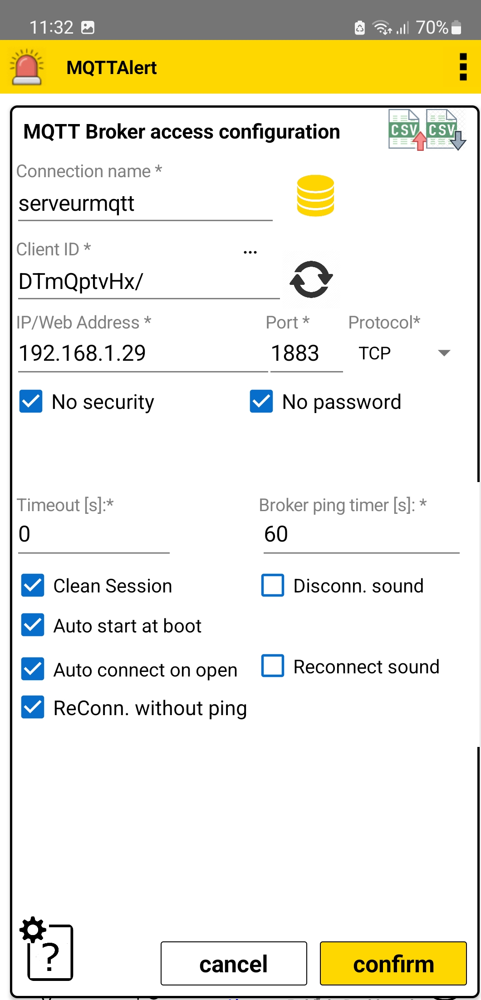 11:32 70%
MQTTAlert
MQTT Broker access configuration CSV CSV
Connection name *
serveurmqtt
Client ID * ...
DTmQptvHx/
IP/Web Address * Port * Protocol*
192.168.1.29 1883 TCP
No security No password
Timeout [s]:* Broker ping timer [s]: *
0 60
Clean Session Disconn. sound
Auto start at boot
Auto connect on open Reconnect sound
ReConn. without ping
?
cancel confirm